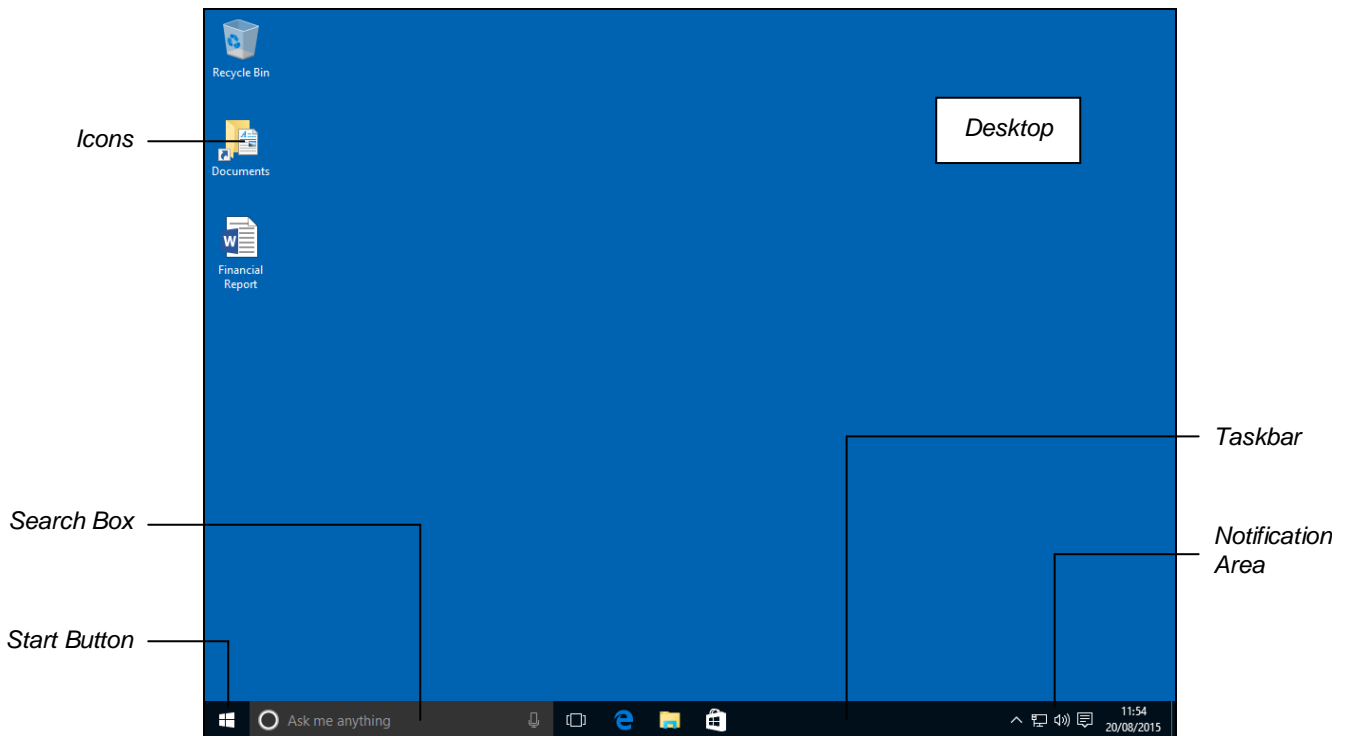 Recycle Bin
Desktop
Icons
Documents
W
Financial
Report
Taskbar
Search Box
Notification
Area
Start Button
Ask me anything
11:54
20/08/2015